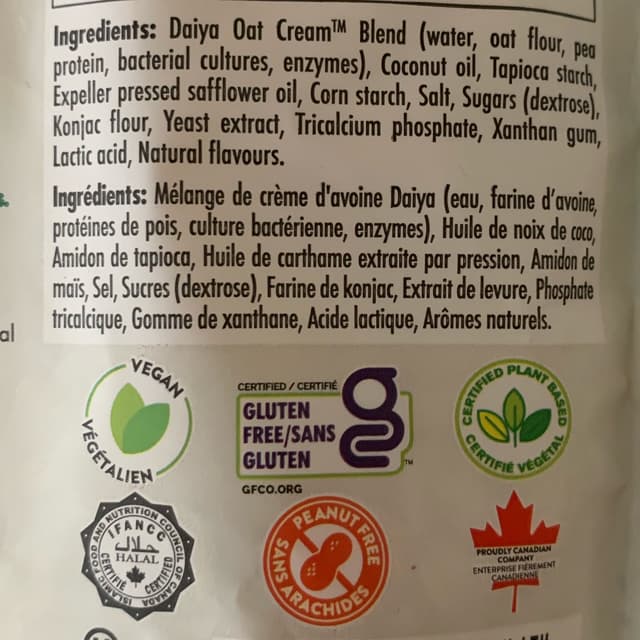 Ingredients: Daiya Oat Cream™ Blend (water, oat flour, pea
protein, bacterial cultures, enzymes), Coconut oil, Tapioca starch,
Expeller pressed safflower oil, Corn starch, Salt, Sugars (dextrose),
Konjac flour, Yeast extract, Tricalcium phosphate, Xanthan gum,
Lactic acid, Natural flavours.
Ingrédients: Mélange de crème d'avoine Daiya (eau, farine d'avoine,
protéines de pois, culture bactérienne, enzymes), Huile de noix de coco,
Amidon de tapioca, Huile de carthame extraite par pression, Amidon de
maïs, Sel, Sucres (dextrose), Farine de konjac, Extrait de levure, Phosphate
tricalcique, Gomme de xanthane, Acide lactique, Arômes naturels.
al
VEGAN
VÉGÉTALIEN
CERTIFIED / CERTIFIÉ
GLUTEN
FREE/SANS
GLUTEN
g
TM
GFCO.ORG
CERTIFIED PLANT BASED
CERTIFIÉ VÉGÉTAL
ISLAMIC FOOD AND NUTRITION COUNCIL OF CANADA
IFANCC
حلال
HALAL
CERTIFIÉ CERTIFIED
PEANUT FREE
SANS ARACHIDES
PROUDLY CANADIAN
COMPANY
ENTERPRISE FIÈREMENT
CANADIENNE